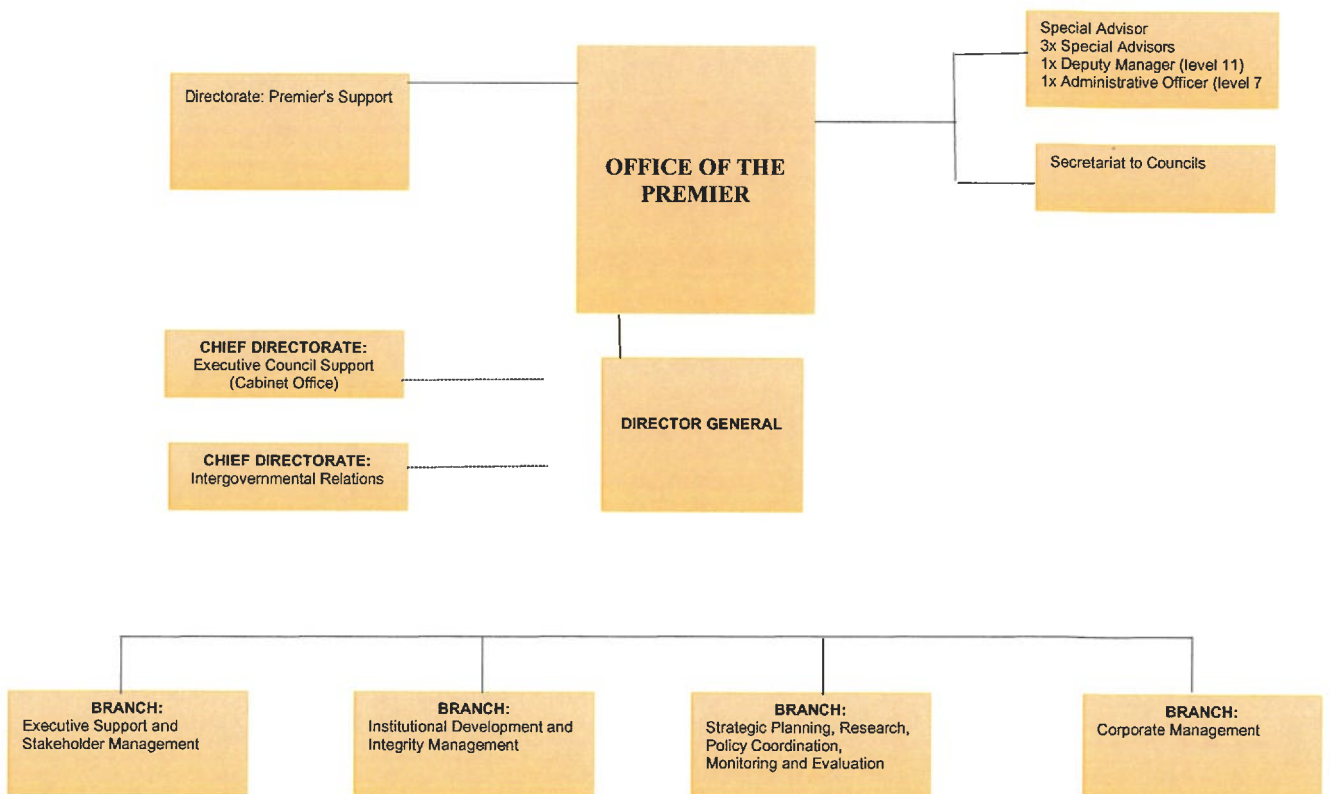 Special Advisor
3x Special Advisors
1x Deputy Manager (level 11)
1x Administrative Officer (level 7
Directorate: Premier's Support
OFFICE OF THE
PREMIER
Secretariat to Councils
CHIEF DIRECTORATE:
Executive Council Support
(Cabinet Office)
DIRECTOR GENERAL
CHIEF DIRECTORATE:
Intergovernmental Relations
BRANCH:
Executive Support and
Stakeholder Management
BRANCH:
Institutional Development and
Integrity Management
BRANCH:
Strategic Planning, Research,
Policy Coordination,
Monitoring and Evaluation
BRANCH:
Corporate Management